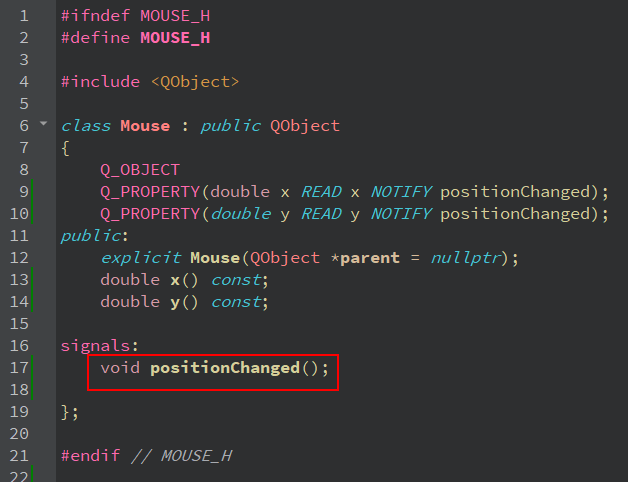 1 #ifndef MOUSE_H
2 #define MOUSE_H
3
4 #include <QObject>
5
6 class Mouse : public QObject
7 {
8     Q_OBJECT
9     Q_PROPERTY(double x READ x NOTIFY positionChanged);
10     Q_PROPERTY(double y READ y NOTIFY positionChanged);
11 public:
12     explicit Mouse(QObject *parent = nullptr);
13     double x() const;
14     double y() const;
15
16 signals:
17     void positionChanged();
18
19 };
20
21 #endif // MOUSE_H
22